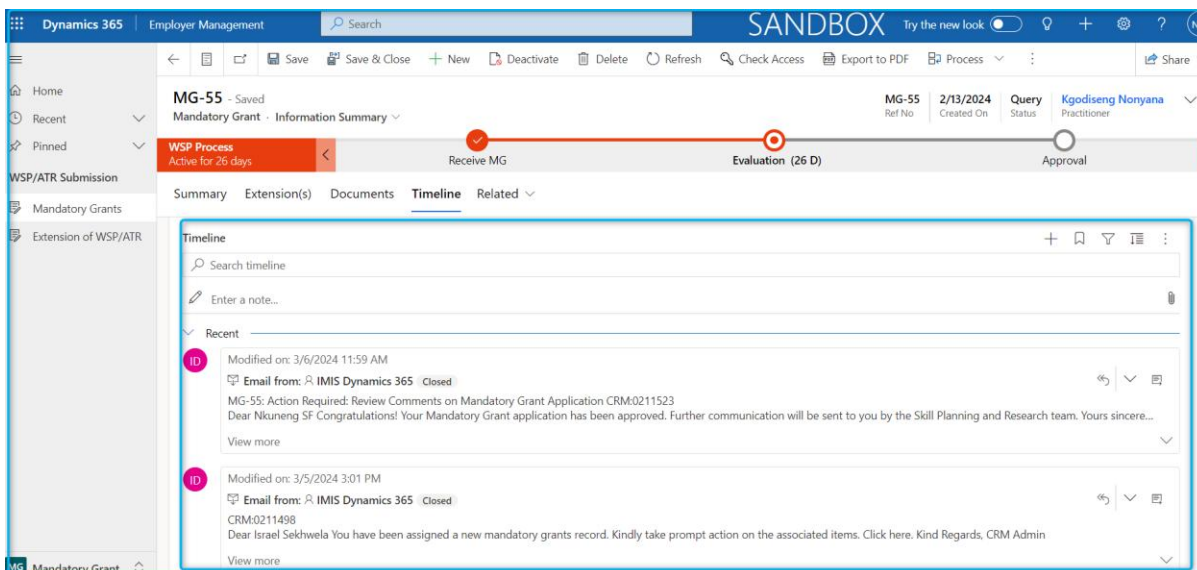 Dynamics 365 Employer Management Search SANDBOX Try the new look
Save Save & Close New Deactivate Delete Refresh Check Access Export to PDF Process Share
Home
Recent
Pinned
WSP/ATR Submission
Mandatory Grants
Extension of WSP/ATR
MG Mandatory Grant
MG-55 - Saved
Mandatory Grant · Information Summary
MG-55 2/13/2024 Query Kgodiseng Nonyana
Ref No Created On Status Practitioner
WSP Process
Active for 26 days
Receive MG Evaluation (26 D) Approval
Summary Extension(s) Documents Timeline Related
Timeline
Search timeline
Enter a note...
Recent
ID Modified on: 3/6/2024 11:59 AM
Email from: IMIS Dynamics 365 Closed
MG-55: Action Required: Review Comments on Mandatory Grant Application CRM:0211523
Dear Nkuneng SF Congratulations! Your Mandatory Grant application has been approved. Further communication will be sent to you by the Skill Planning and Research team. Yours sincere...
View more
ID Modified on: 3/5/2024 3:01 PM
Email from: IMIS Dynamics 365 Closed
CRM:0211498
Dear Israel Sekhwela You have been assigned a new mandatory grants record. Kindly take prompt action on the associated items. Click here. Kind Regards, CRM Admin
View more